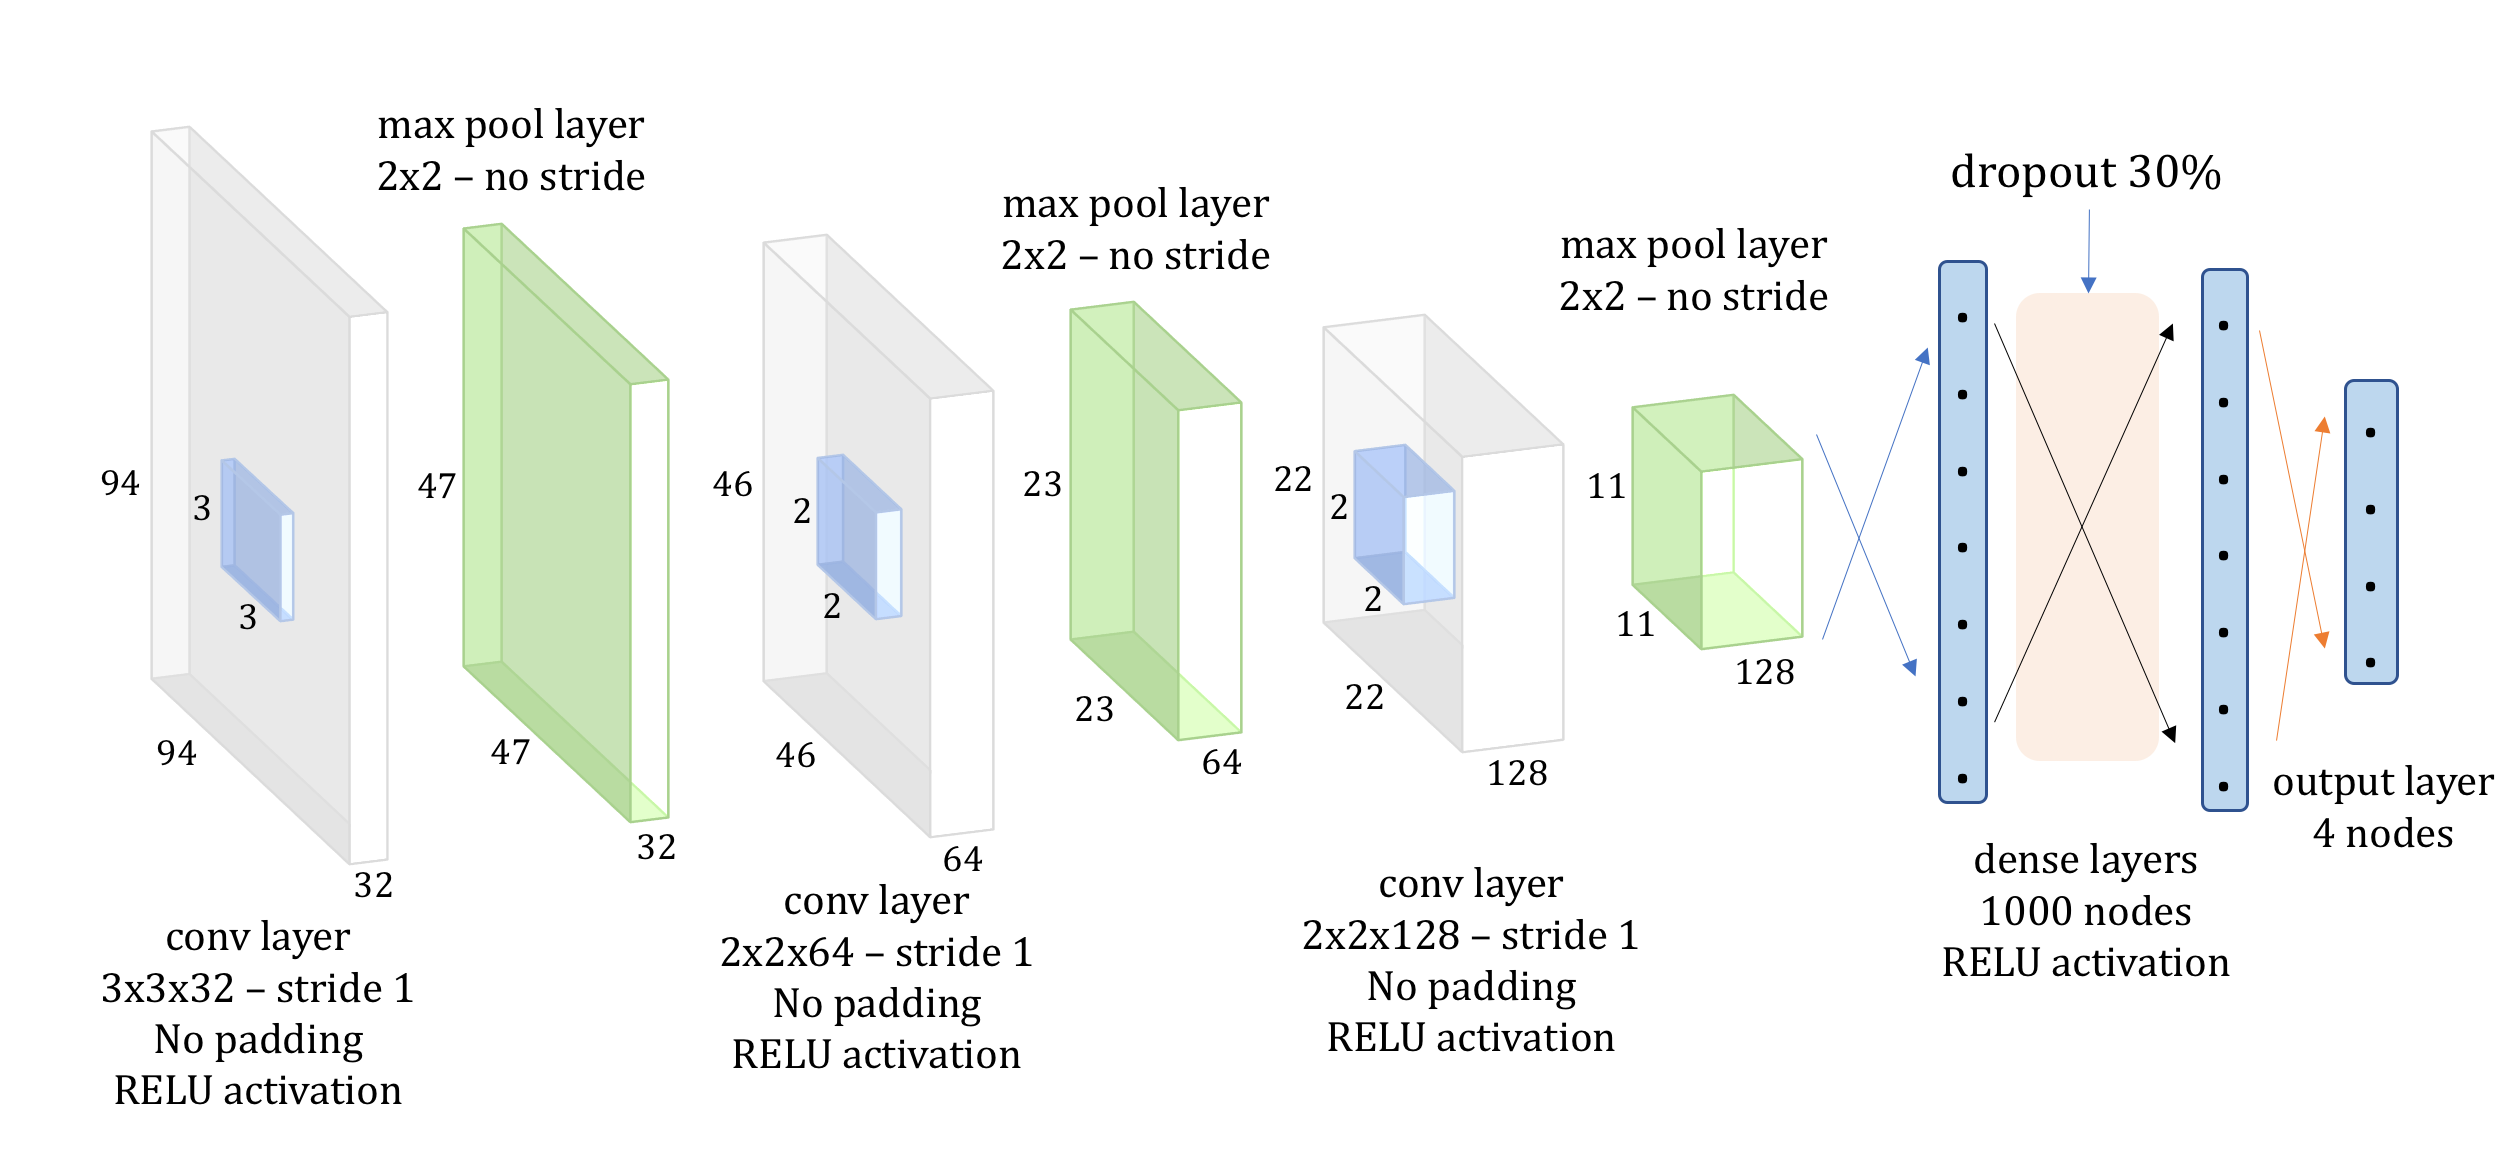 94
3
3
94
32
conv layer
3x3x32 – stride 1
No padding
RELU activation
max pool layer
2x2 – no stride
47
47
32
46
2
2
46
64
conv layer
2x2x64 – stride 1
No padding
RELU activation
max pool layer
2x2 – no stride
23
23
64
22
2
2
22
128
conv layer
2x2x128 – stride 1
No padding
RELU activation
max pool layer
2x2 – no stride
11
11
128
dropout 30%
dense layers
1000 nodes
RELU activation
output layer
4 nodes